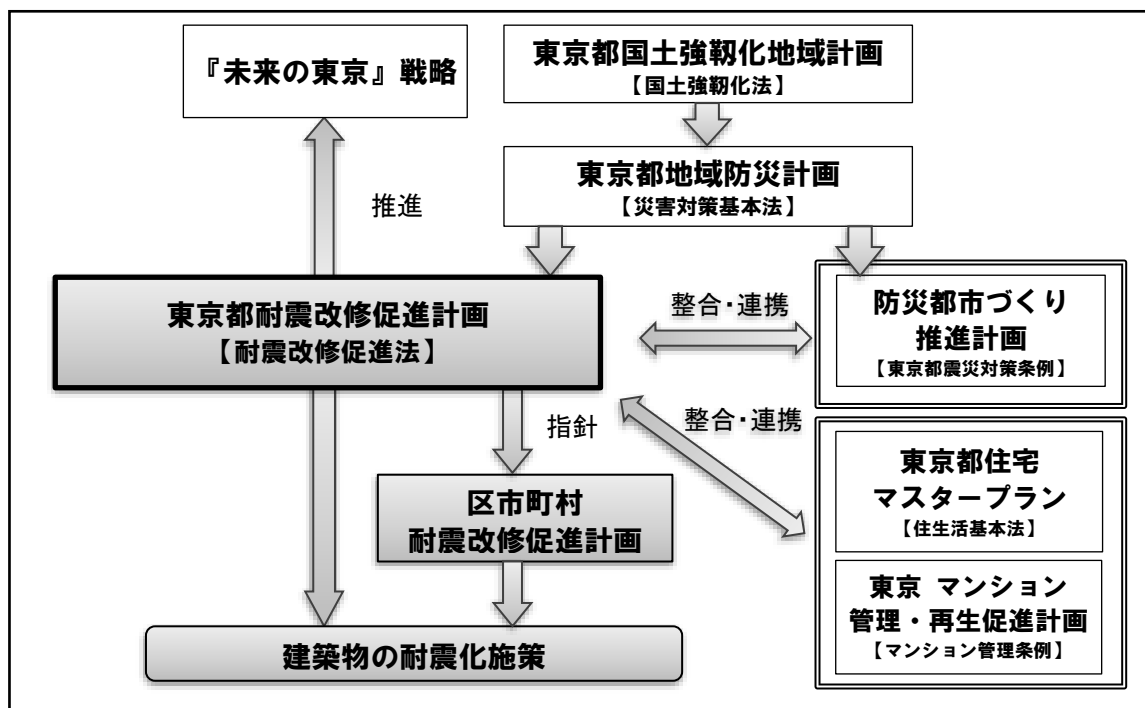 『未来の東京』戦略
東京都国土強靱化地域計画
【国土強靱化法】
東京都地域防災計画
【災害対策基本法】
推進
東京都耐震改修促進計画
【耐震改修促進法】
整合・連携
防災都市づくり
推進計画
【東京都震災対策条例】
指針
整合・連携
区市町村
耐震改修促進計画
東京都住宅
マスタープラン
【住生活基本法】
東京 マンション
管理・再生促進計画
【マンション管理条例】
建築物の耐震化施策